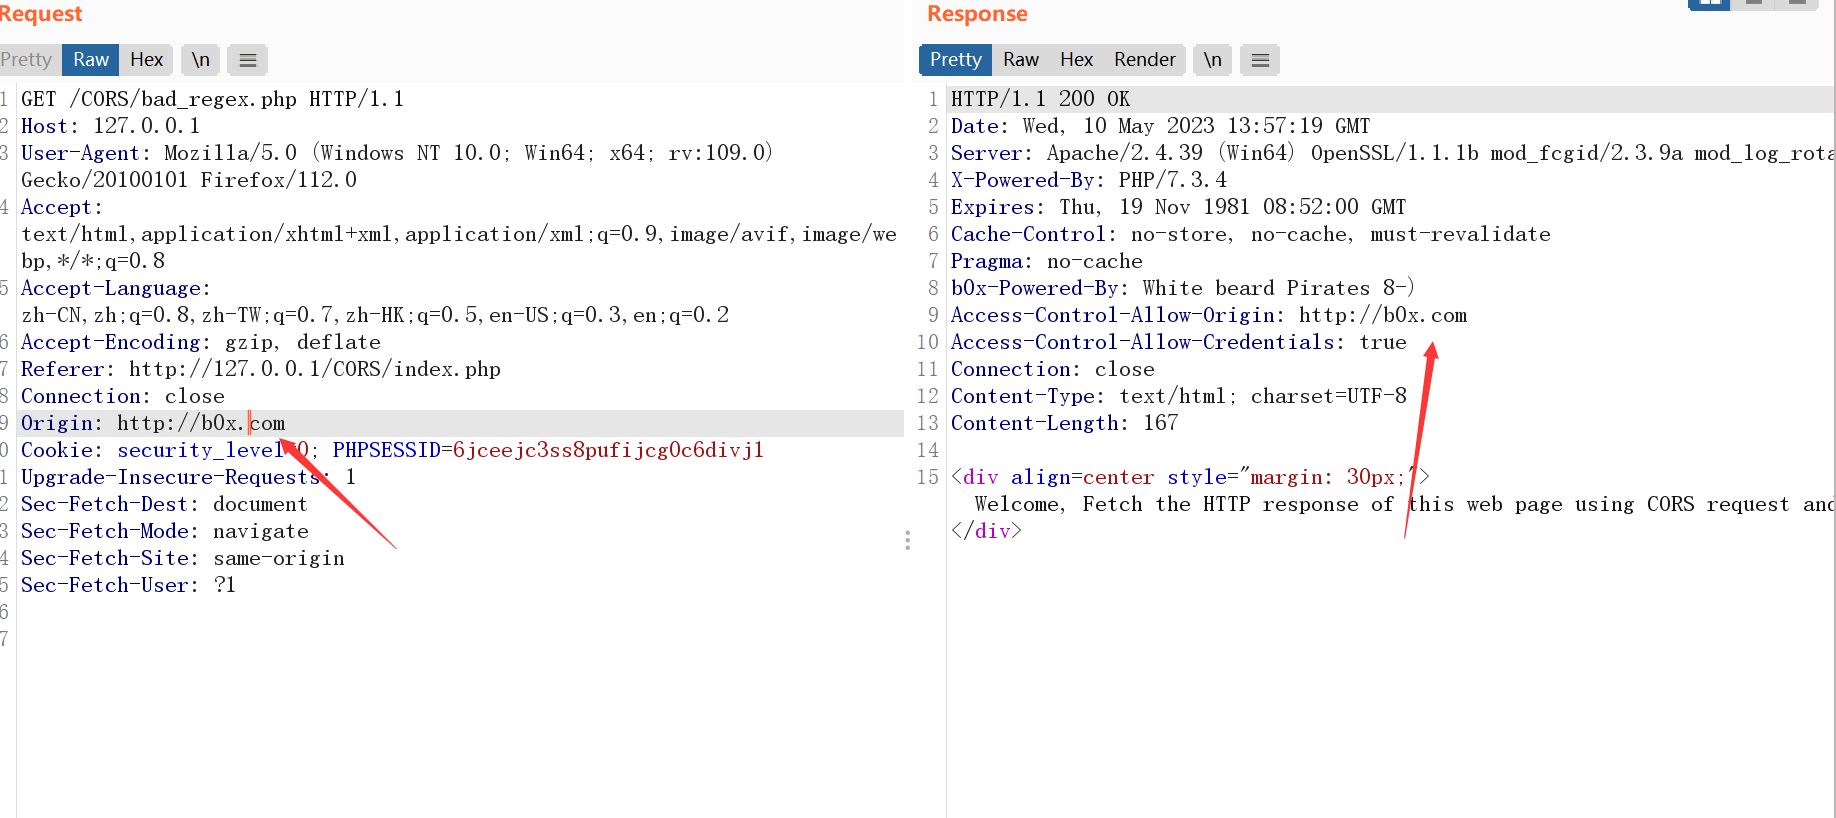 Request
Pretty Raw Hex \n
1 GET /CORS/bad_regex.php HTTP/1.1
2 Host: 127.0.0.1
3 User-Agent: Mozilla/5.0 (Windows NT 10.0; Win64; x64; rv:109.0)
Gecko/20100101 Firefox/112.0
4 Accept:
text/html,application/xhtml+xml,application/xml;q=0.9,image/avif,image/we
bp,*/*;q=0.8
5 Accept-Language:
zh-CN,zh;q=0.8,zh-TW;q=0.7,zh-HK;q=0.5,en-US;q=0.3,en;q=0.2
6 Accept-Encoding: gzip, deflate
7 Referer: http://127.0.0.1/CORS/index.php
8 Connection: close
9 Origin: http://b0x.com
0 Cookie: security_level=0; PHPSESSID=6jceejc3ss8pufijcg0c6divj1
1 Upgrade-Insecure-Requests: 1
2 Sec-Fetch-Dest: document
3 Sec-Fetch-Mode: navigate
4 Sec-Fetch-Site: same-origin
5 Sec-Fetch-User: ?1
6
7
Response
Pretty Raw Hex Render \n
1 HTTP/1.1 200 OK
2 Date: Wed, 10 May 2023 13:57:19 GMT
3 Server: Apache/2.4.39 (Win64) OpenSSL/1.1.1b mod_fcgid/2.3.9a mod_log_rota
4 X-Powered-By: PHP/7.3.4
5 Expires: Thu, 19 Nov 1981 08:52:00 GMT
6 Cache-Control: no-store, no-cache, must-revalidate
7 Pragma: no-cache
8 b0x-Powered-By: White beard Pirates 8-)
9 Access-Control-Allow-Origin: http://b0x.com
10 Access-Control-Allow-Credentials: true
11 Connection: close
12 Content-Type: text/html; charset=UTF-8
13 Content-Length: 167
14
15 <div align=center style="margin: 30px;">
Welcome, Fetch the HTTP response of this web page using CORS request and
</div>